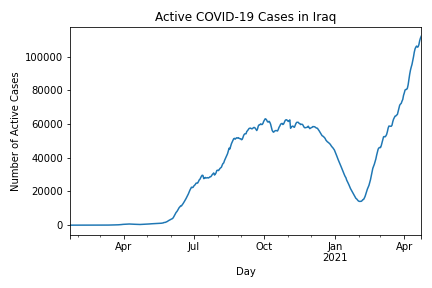 Active COVID-19 Cases in Iraq
Number of Active Cases
100000
80000
60000
40000
20000
0
Apr
Jul
Oct
Jan
2021
Apr
Day